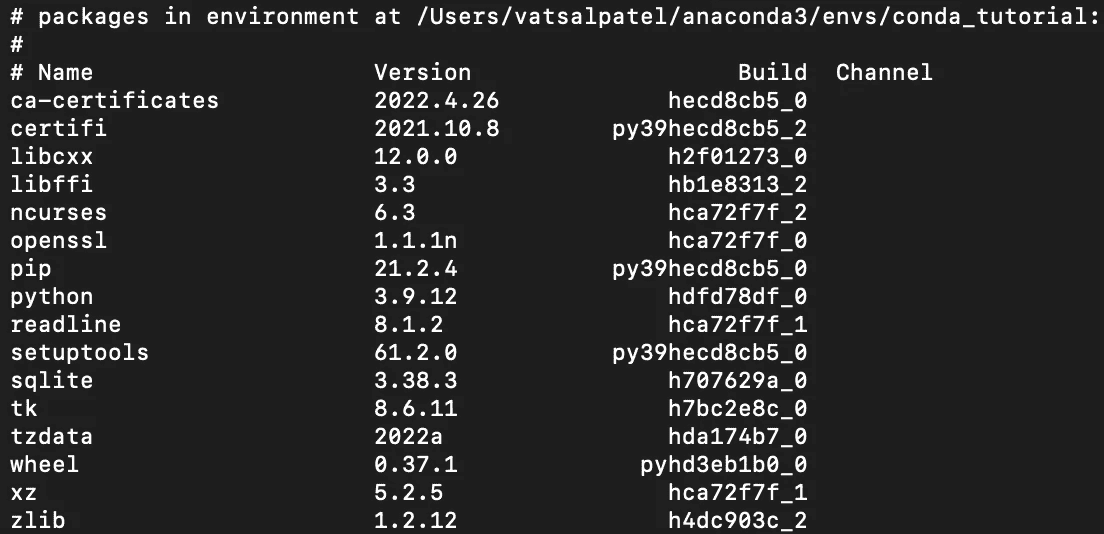 # packages in environment at /Users/vatsalpatel/anaconda3/envs/conda_tutorial:
#
# Name                    Version                   Build  Channel
ca-certificates           2022.4.26            hecd8cb5_0
certifi                   2021.10.8        py39hecd8cb5_2
libcxx                    12.0.0               h2f01273_0
libffi                    3.3                  hb1e8313_2
ncurses                   6.3                  hca72f7f_2
openssl                   1.1.1n               hca72f7f_0
pip                       21.2.4           py39hecd8cb5_0
python                    3.9.12               hdfd78df_0
readline                  8.1.2                hca72f7f_1
setuptools                61.2.0           py39hecd8cb5_0
sqlite                    3.38.3               h707629a_0
tk                        8.6.11               h7bc2e8c_0
tzdata                    2022a                hda174b7_0
wheel                     0.37.1             pyhd3eb1b0_0
xz                        5.2.5                hca72f7f_1
zlib                      1.2.12               h4dc903c_2